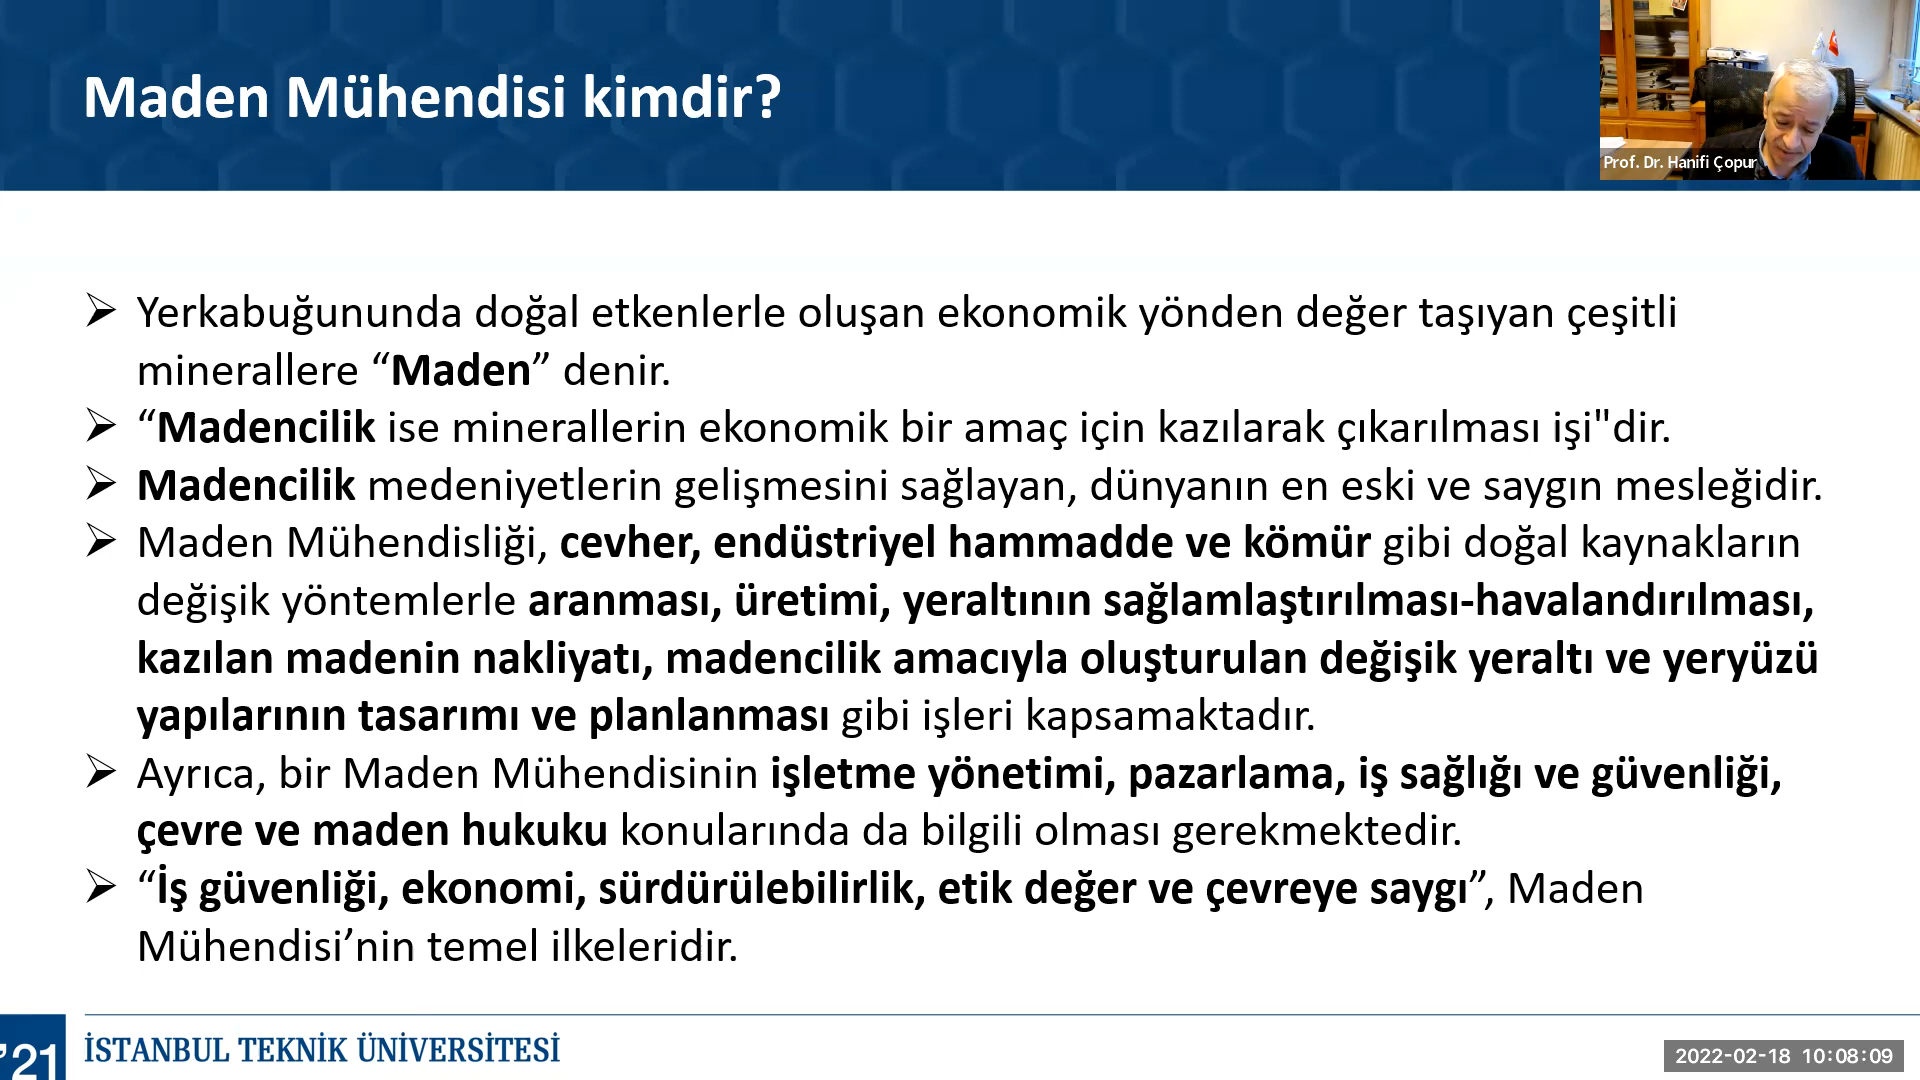 Maden Mühendisi kimdir?
Prof. Dr. Hanifi Çopur
➢ Yerkabuğununda doğal etkenlerle oluşan ekonomik yönden değer taşıyan çeşitli
minerallere “Maden” denir.
➢ “Madencilik ise minerallerin ekonomik bir amaç için kazılarak çıkarılması işi"dir.
➢ Madencilik medeniyetlerin gelişmesini sağlayan, dünyanın en eski ve saygın mesleğidir.
➢ Maden Mühendisliği, cevher, endüstriyel hammadde ve kömür gibi doğal kaynakların
değişik yöntemlerle aranması, üretimi, yeraltının sağlamlaştırılması-havalandırılması,
kazılan madenin nakliyatı, madencilik amacıyla oluşturulan değişik yeraltı ve yeryüzü
yapılarının tasarımı ve planlanması gibi işleri kapsamaktadır.
➢ Ayrıca, bir Maden Mühendisinin işletme yönetimi, pazarlama, iş sağlığı ve güvenliği,
çevre ve maden hukuku konularında da bilgili olması gerekmektedir.
➢ “İş güvenliği, ekonomi, sürdürülebilirlik, etik değer ve çevreye saygı”, Maden
Mühendisi’nin temel ilkeleridir.
’21
İSTANBUL TEKNİK ÜNİVERSİTESİ
2022-02-18 10:08:09